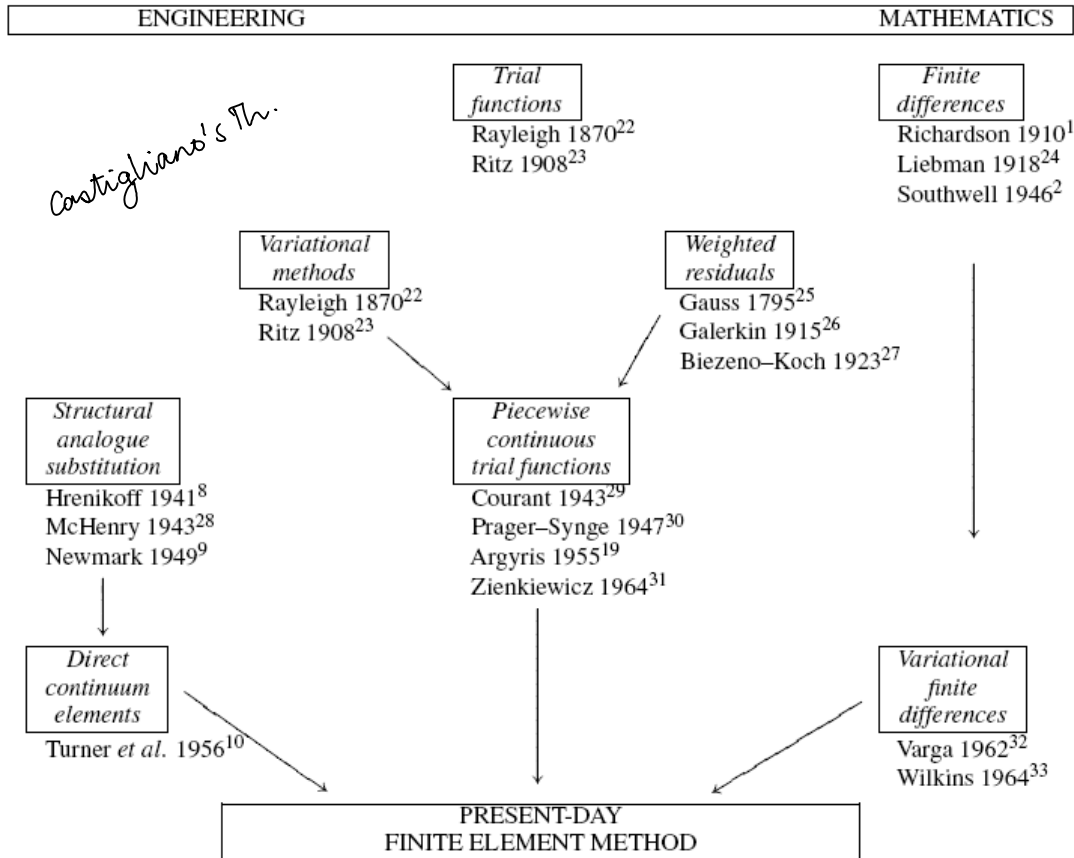 ENGINEERING MATHEMATICS
Trial
functions
Rayleigh 1870²²
Ritz 1908²³
Finite
differences
Richardson 1910¹
Liebman 1918²⁴
Southwell 1946²
Castigliano's Th.
Variational
methods
Rayleigh 1870²²
Ritz 1908²³
Weighted
residuals
Gauss 1795²⁵
Galerkin 1915²⁶
Biezeno–Koch 1923²⁷
Structural
analogue
substitution
Hrenikoff 1941⁸
McHenry 1943²⁸
Newmark 1949⁹
Piecewise
continuous
trial functions
Courant 1943²⁹
Prager–Synge 1947³⁰
Argyris 1955¹⁹
Zienkiewicz 1964³¹
Direct
continuum
elements
Turner et al. 1956¹⁰
Variational
finite
differences
Varga 1962³²
Wilkins 1964³³
PRESENT-DAY
FINITE ELEMENT METHOD